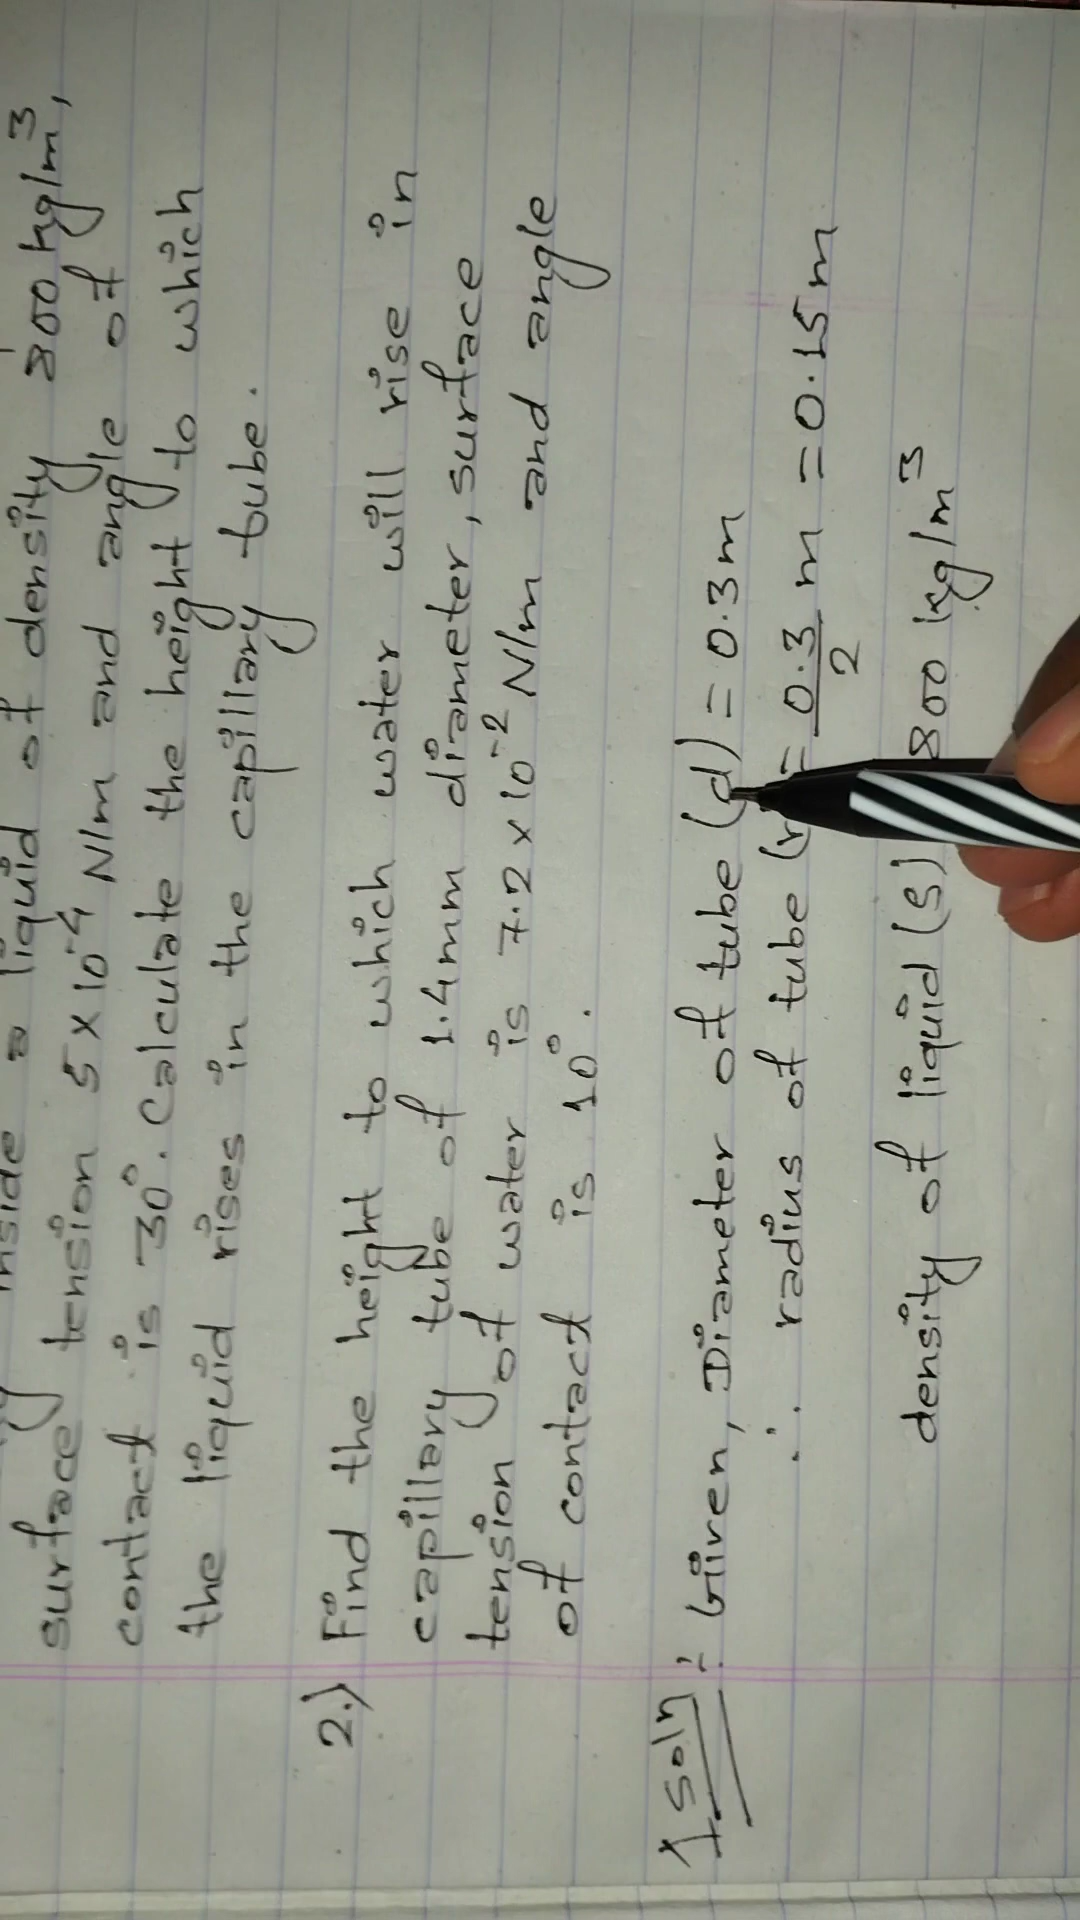 inside a liquid of density 800 kg/m³,
surface tension 5 × 10⁻⁴ N/m and angle of
contact is 30°. Calculate the height to which
the liquid rises in the capillary tube.
2.) Find the height to which water will rise in
capillary tube of 1.4mm diameter, surface
tension of water is 7.2 × 10⁻² N/m and angle
of contact is 10°.
1 soln : Given, Diameter of tube (d) = 0.3 m
∴ radius of tube (r = 0.3/2 m = 0.15 m
density of liquid (ρ) 800 kg/m³